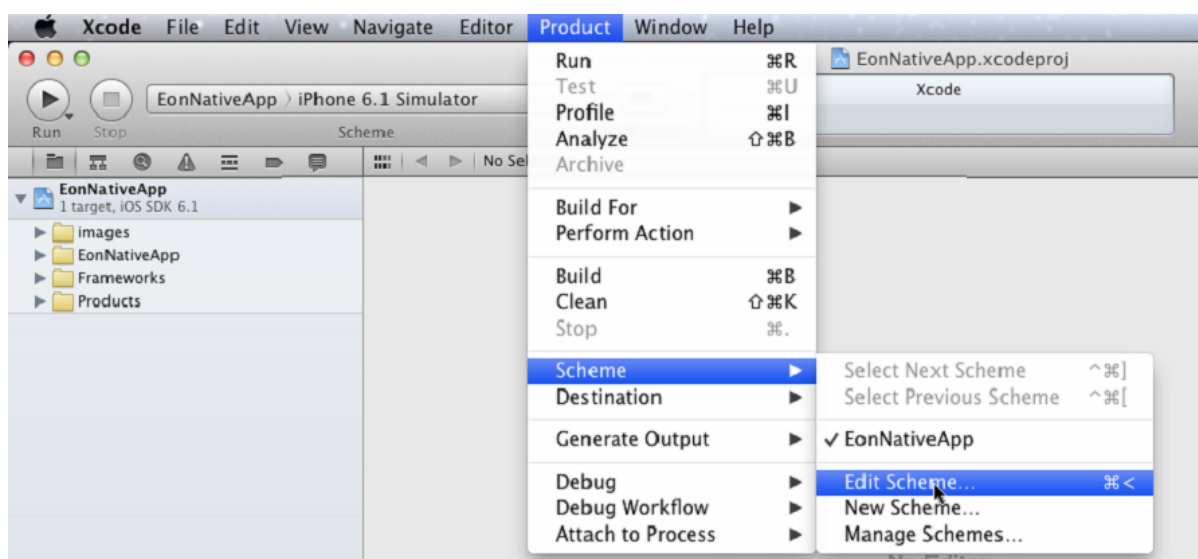 Xcode File Edit View Navigate Editor Product Window Help
EonNativeApp.xcodeproj
EonNativeApp › iPhone 6.1 Simulator
Xcode
Run Stop Scheme
No Sel
EonNativeApp
1 target, iOS SDK 6.1
images
EonNativeApp
Frameworks
Products
Run ⌘R
Test ⌘U
Profile ⌘I
Analyze ⇧⌘B
Archive
Build For ▶
Perform Action ▶
Build ⌘B
Clean ⇧⌘K
Stop ⌘.
Scheme ▶
Destination ▶
Generate Output ▶
Debug ▶
Debug Workflow ▶
Attach to Process ▶
Select Next Scheme ^⌘]
Select Previous Scheme ^⌘[
✓ EonNativeApp
Edit Scheme... ⌘<
New Scheme...
Manage Schemes...